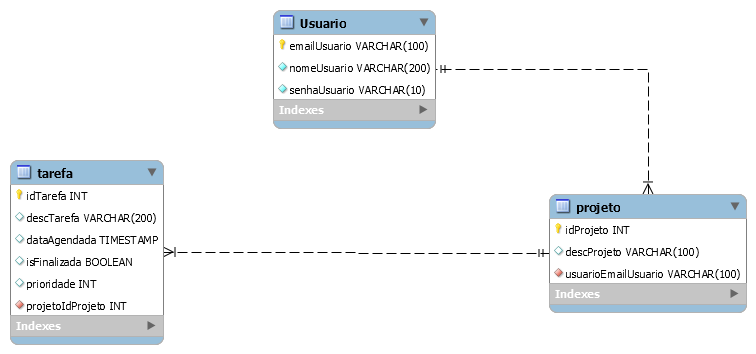 Usuario
emailUsuario VARCHAR(100)
nomeUsuario VARCHAR(200)
senhaUsuario VARCHAR(10)
Indexes
tarefa
idTarefa INT
descTarefa VARCHAR(200)
dataAgendada TIMESTAMP
isFinalizada BOOLEAN
prioridade INT
projetoIdProjeto INT
Indexes
projeto
idProjeto INT
descProjeto VARCHAR(100)
usuarioEmailUsuario VARCHAR(100)
Indexes